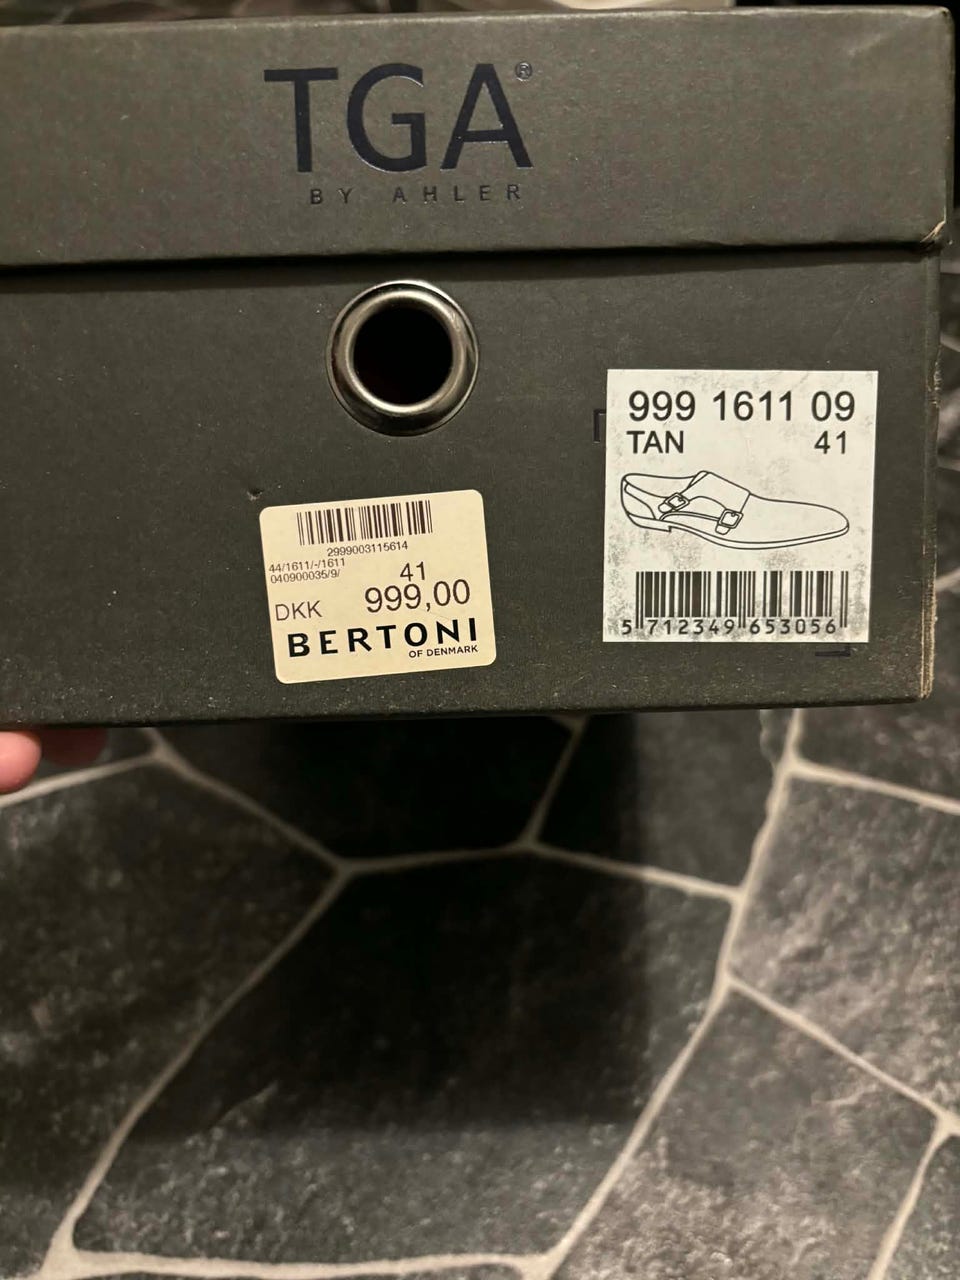 TGA®
BY AHLER
999 1611 09
TAN 41
5 712349 653056
2999003115614
44/1611/-/1611
040900035/9/
41
DKK 999,00
BERTONI
OF DENMARK